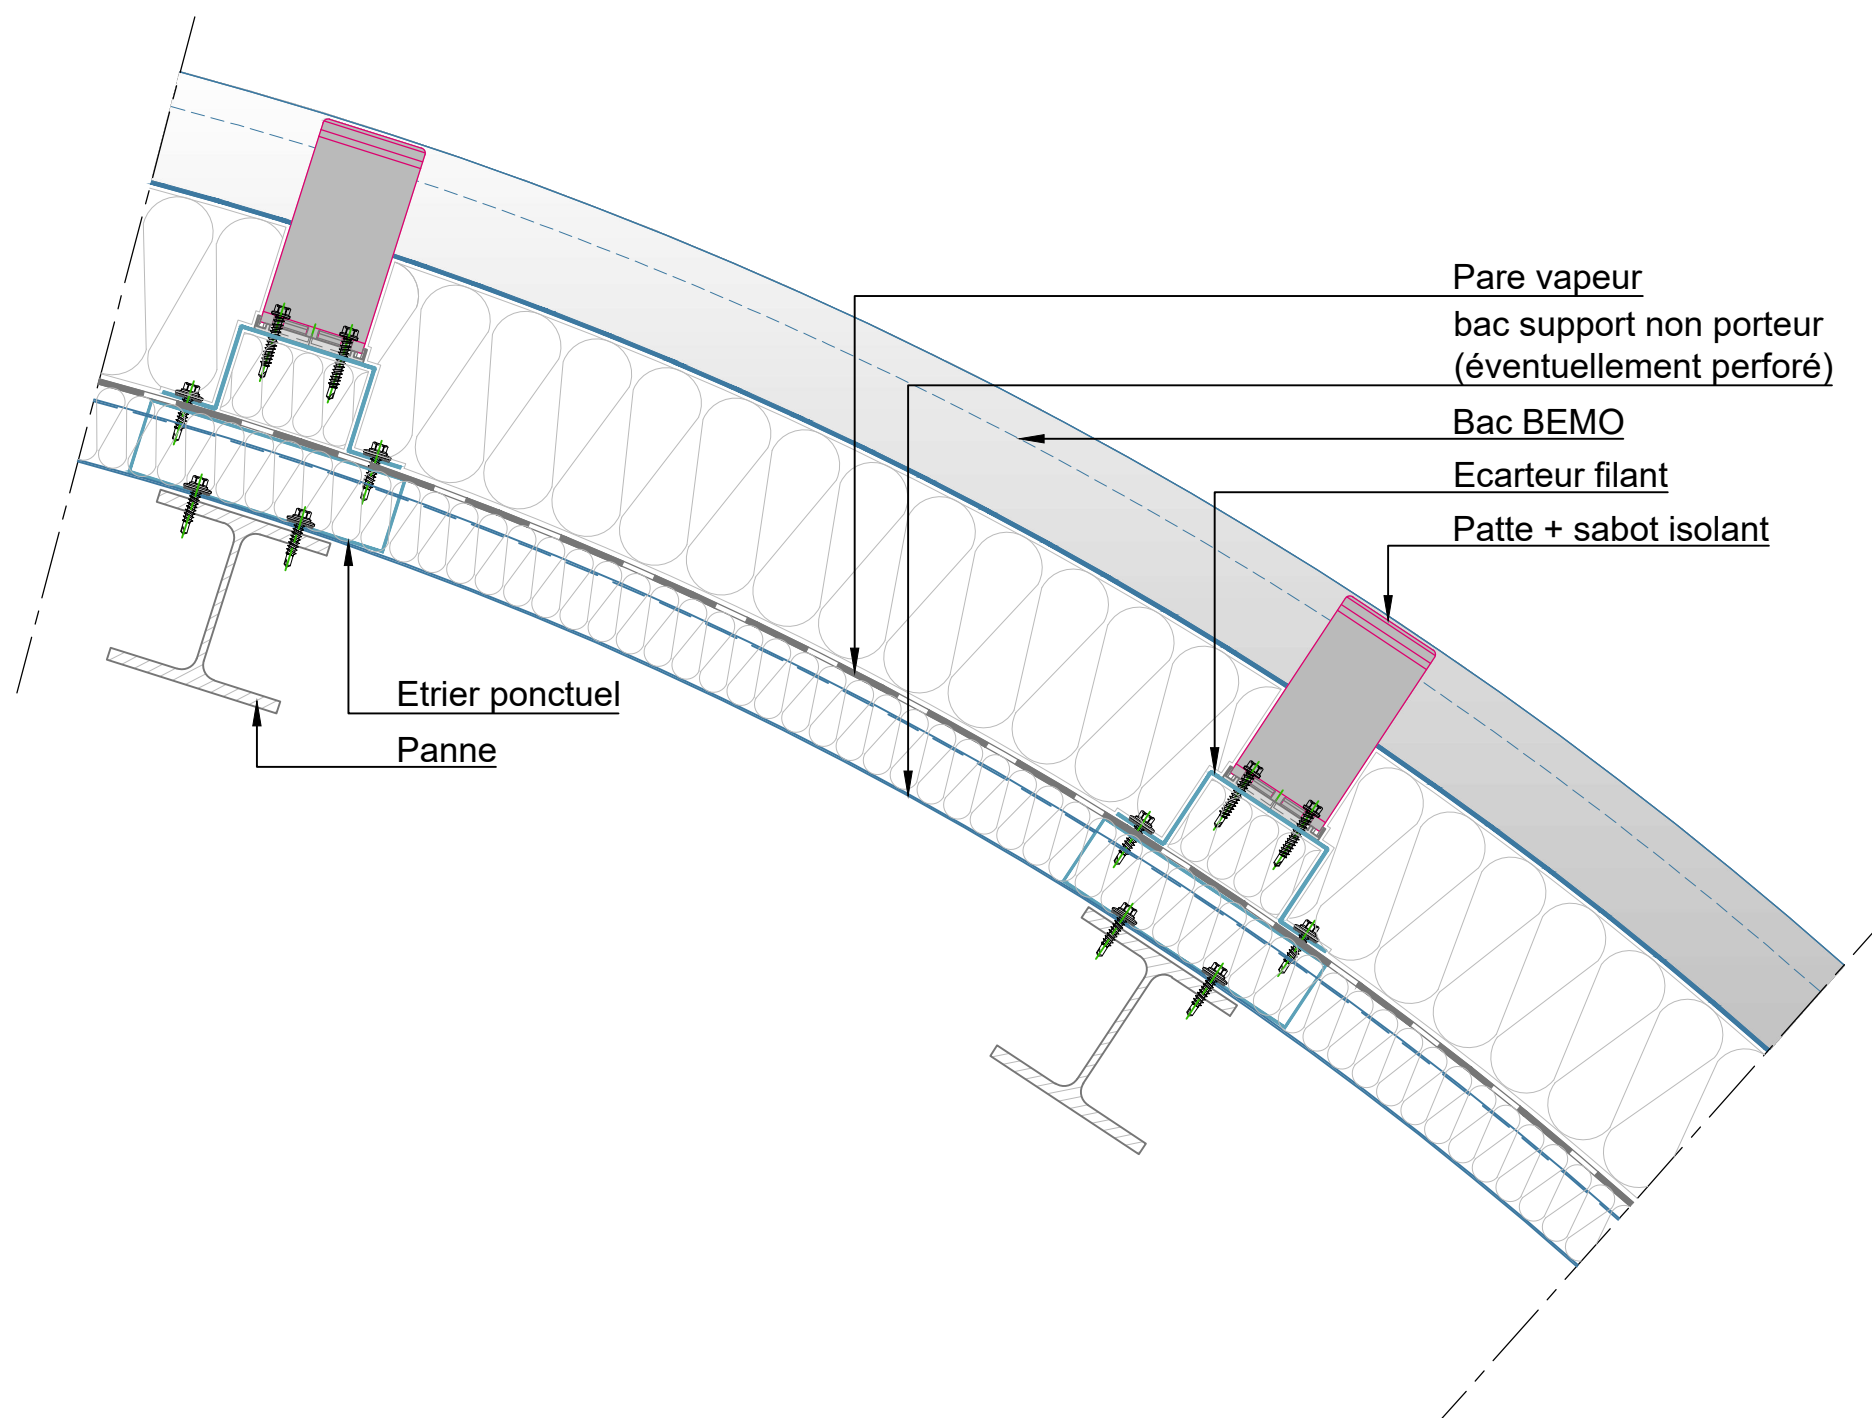 Pare vapeur
bac support non porteur
(éventuellement perforé)
Bac BEMO
Ecarteur filant
Patte + sabot isolant
Etrier ponctuel
Panne